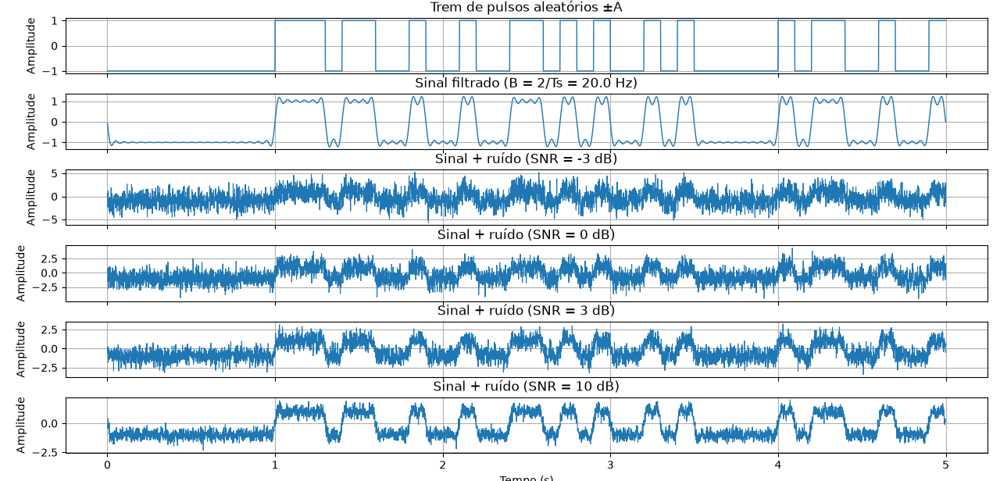 Trem de pulsos aleatórios ±A
Amplitude
1
0
−1
Sinal filtrado (B = 2/Ts = 20.0 Hz)
Amplitude
1
0
−1
Sinal + ruído (SNR = -3 dB)
Amplitude
5
0
−5
Sinal + ruído (SNR = 0 dB)
Amplitude
2.5
0.0
−2.5
Sinal + ruído (SNR = 3 dB)
Amplitude
2.5
0.0
−2.5
Sinal + ruído (SNR = 10 dB)
Amplitude
0.0
−2.5
0 1 2 3 4 5
Tempo (s)